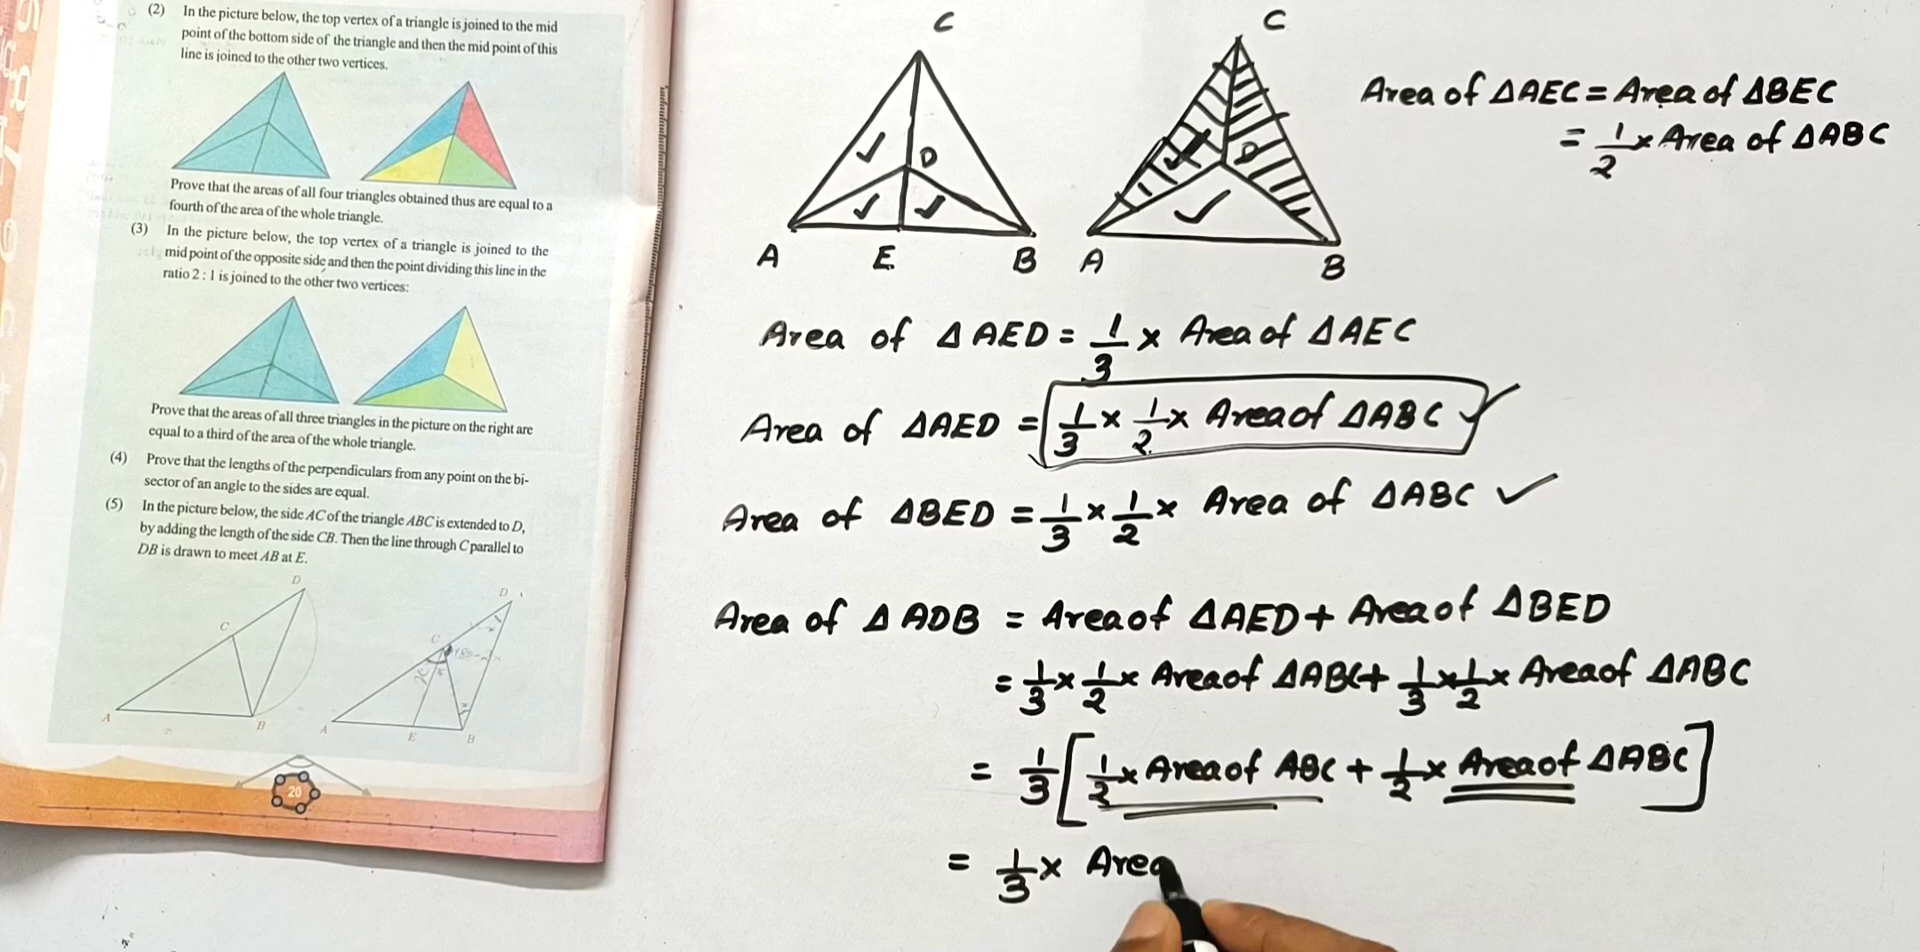 (2) In the picture below, the top vertex of a triangle is joined to the mid
point of the bottom side of the triangle and then the mid point of this
line is joined to the other two vertices.
Prove that the areas of all four triangles obtained thus are equal to a
fourth of the area of the whole triangle.
(3) In the picture below, the top vertex of a triangle is joined to the
mid point of the opposite side and then the point dividing this line in the
ratio 2 : 1 is joined to the other two vertices:
Prove that the areas of all three triangles in the picture on the right are
equal to a third of the area of the whole triangle.
(4) Prove that the lengths of the perpendiculars from any point on the bi-
sector of an angle to the sides are equal.
(5) In the picture below, the side AC of the triangle ABC is extended to D,
by adding the length of the side CB. Then the line through C parallel to
DB is drawn to meet AB at E.
D
C
A
B
D
C
A
E
B
20
C
D
A
E
B
C
D
A
B
Area of ΔAEC = Area of ΔBEC
= 1/2 × Area of ΔABC
Area of ΔAED = 1/3 × Area of ΔAEC
Area of ΔAED = 1/3 × 1/2 × Area of ΔABC
Area of ΔBED = 1/3 × 1/2 × Area of ΔABC
Area of ΔADB = Area of ΔAED + Area of ΔBED
= 1/3 × 1/2 × Area of ΔABC + 1/3 × 1/2 × Area of ΔABC
= 1/3 [ 1/2 × Area of ABC + 1/2 × Area of ΔABC ]
= 1/3 × Area